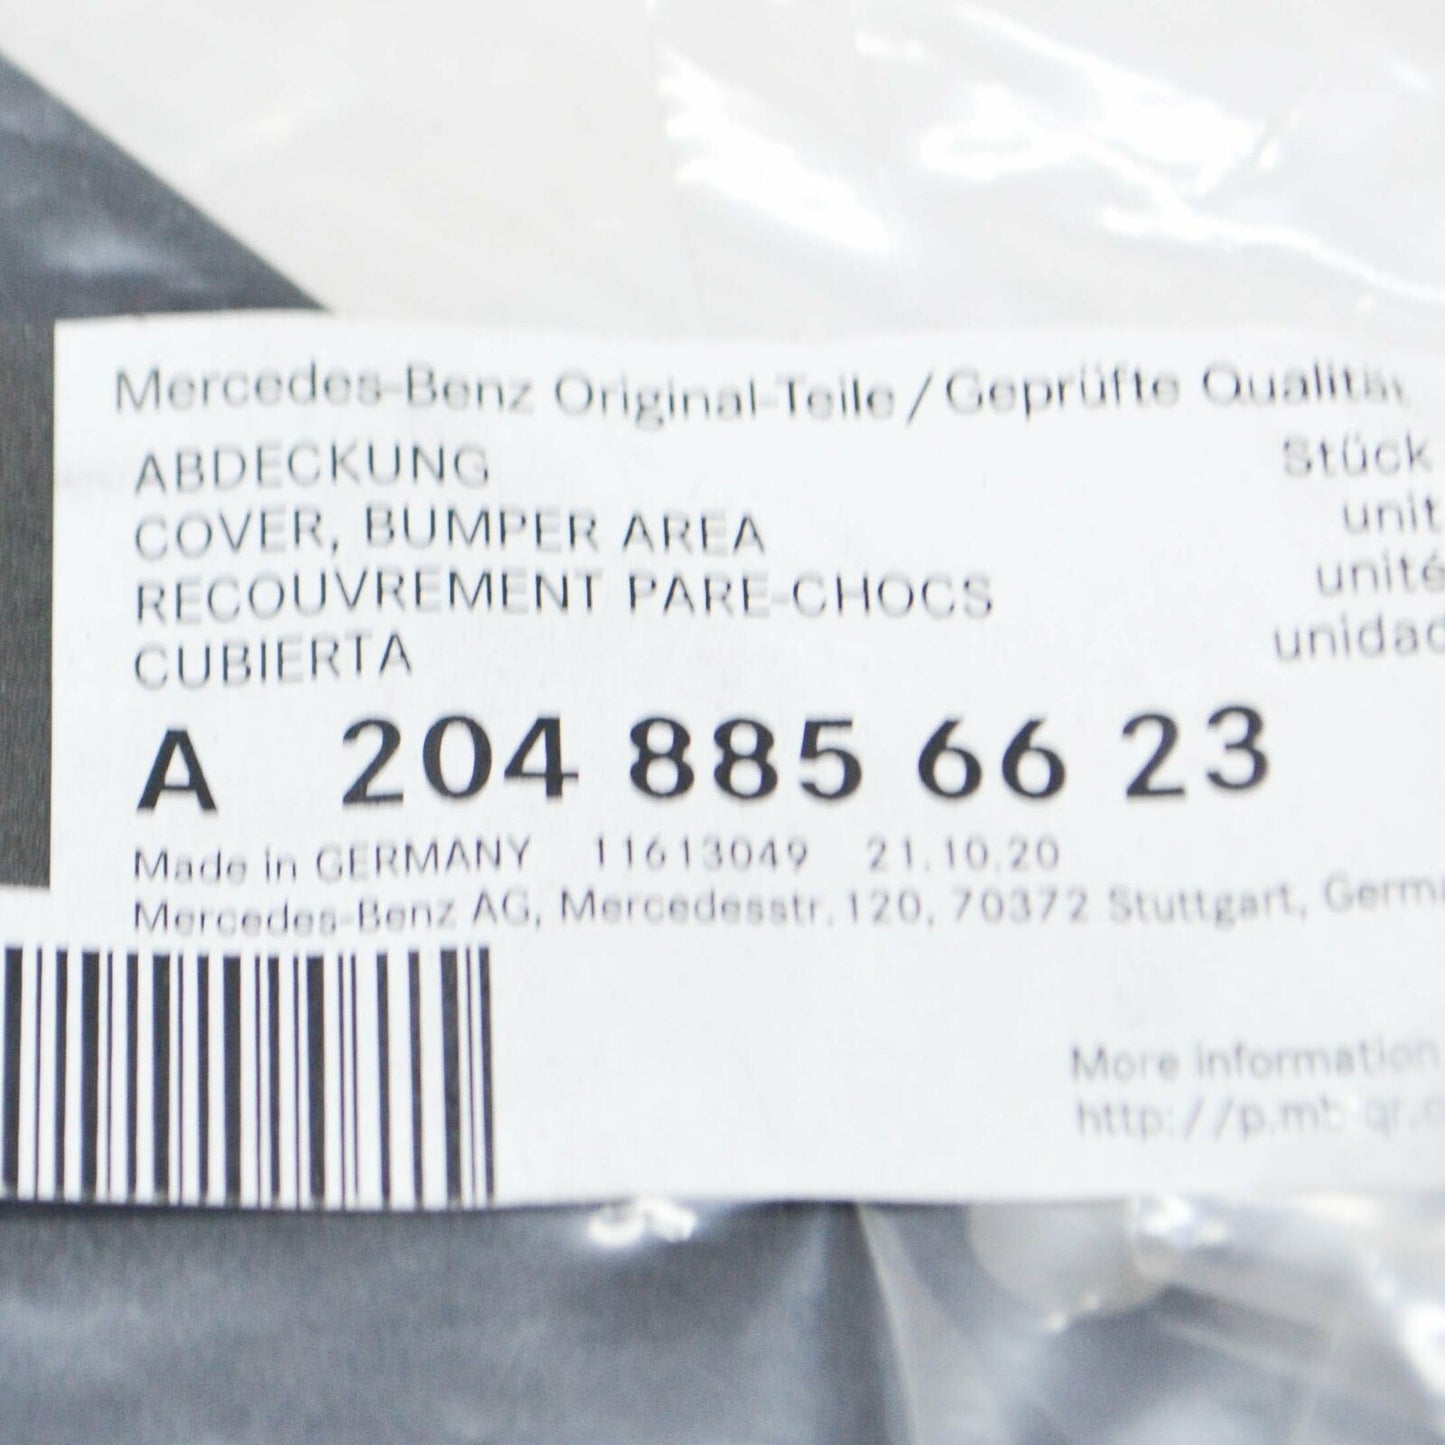 Mercedes-Benz Original-Teile / Geprüfte Qualität
ABDECKUNG Stück
COVER, BUMPER AREA unit
RECOUVREMENT PARE-CHOCS unité
CUBIERTA unidad
A 204 885 66 23
Made in GERMANY 11613049 21.10.20
Mercedes-Benz AG, Mercedesstr. 120, 70372 Stuttgart, Germ
More information
http://p.mb-qr.c